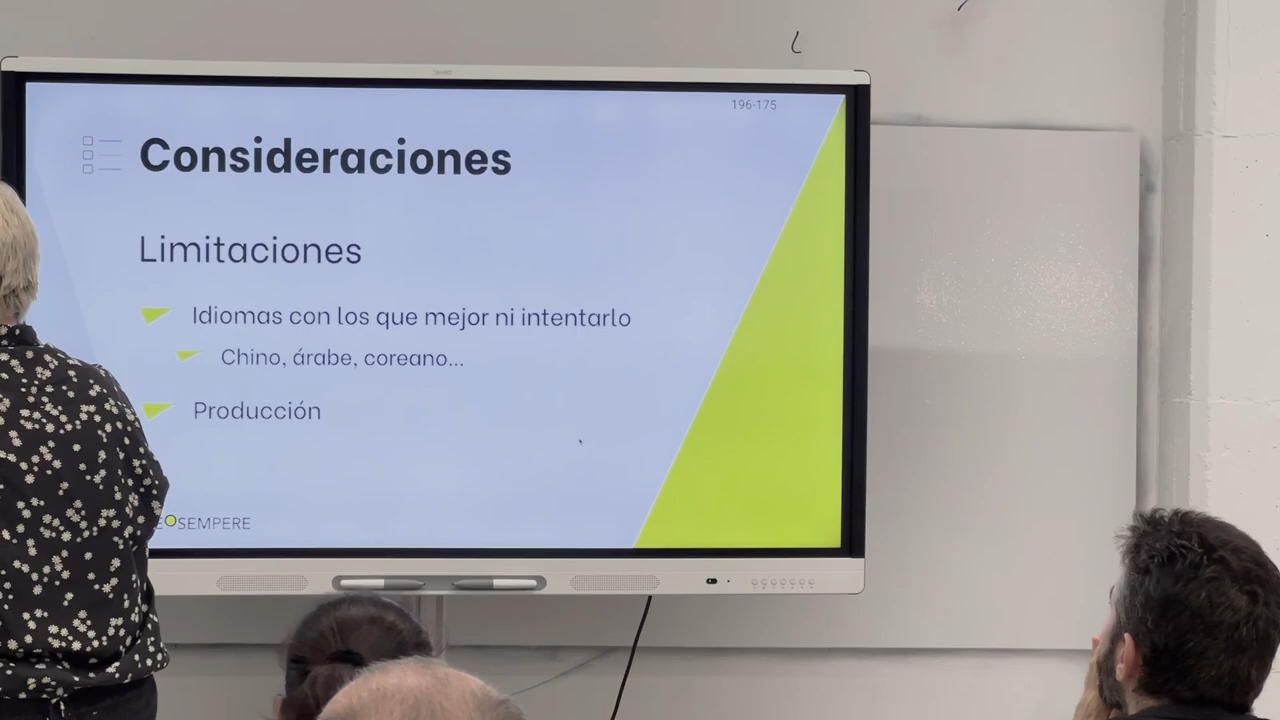 196-175
Consideraciones
Limitaciones
Idiomas con los que mejor ni intentarlo
Chino, árabe, coreano...
Producción
SEMPERE